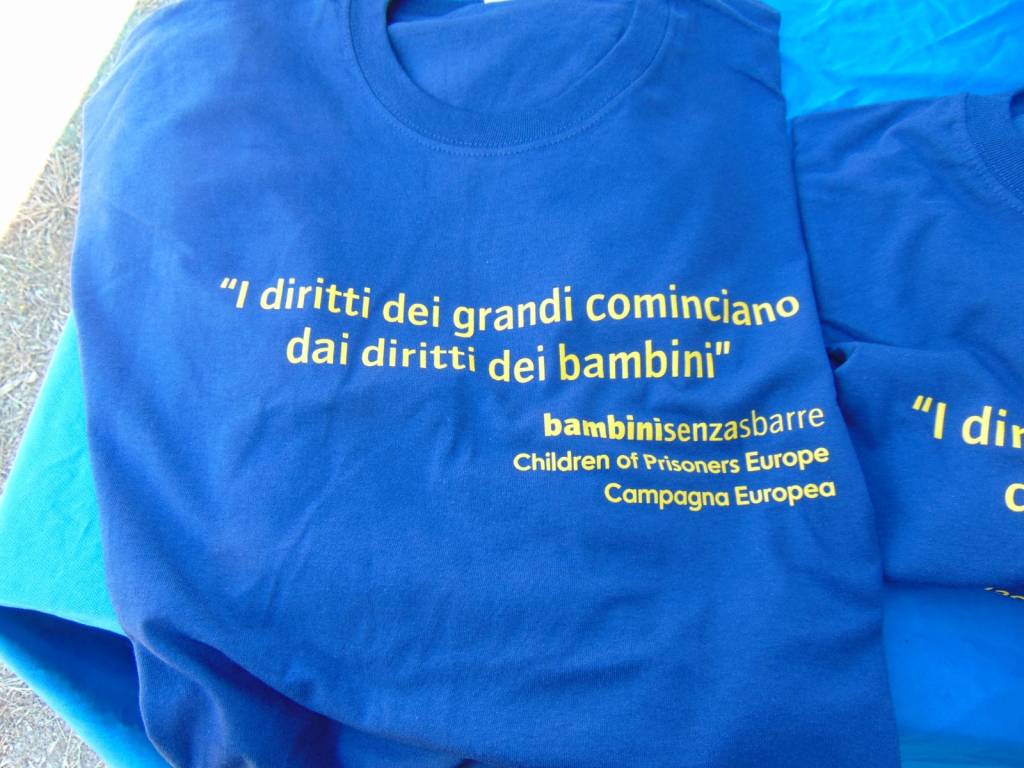 “I diritti dei grandi cominciano
dai diritti dei bambini”
bambinisenzasbarre
Children of Prisoners Europe
Campagna Europea
“I